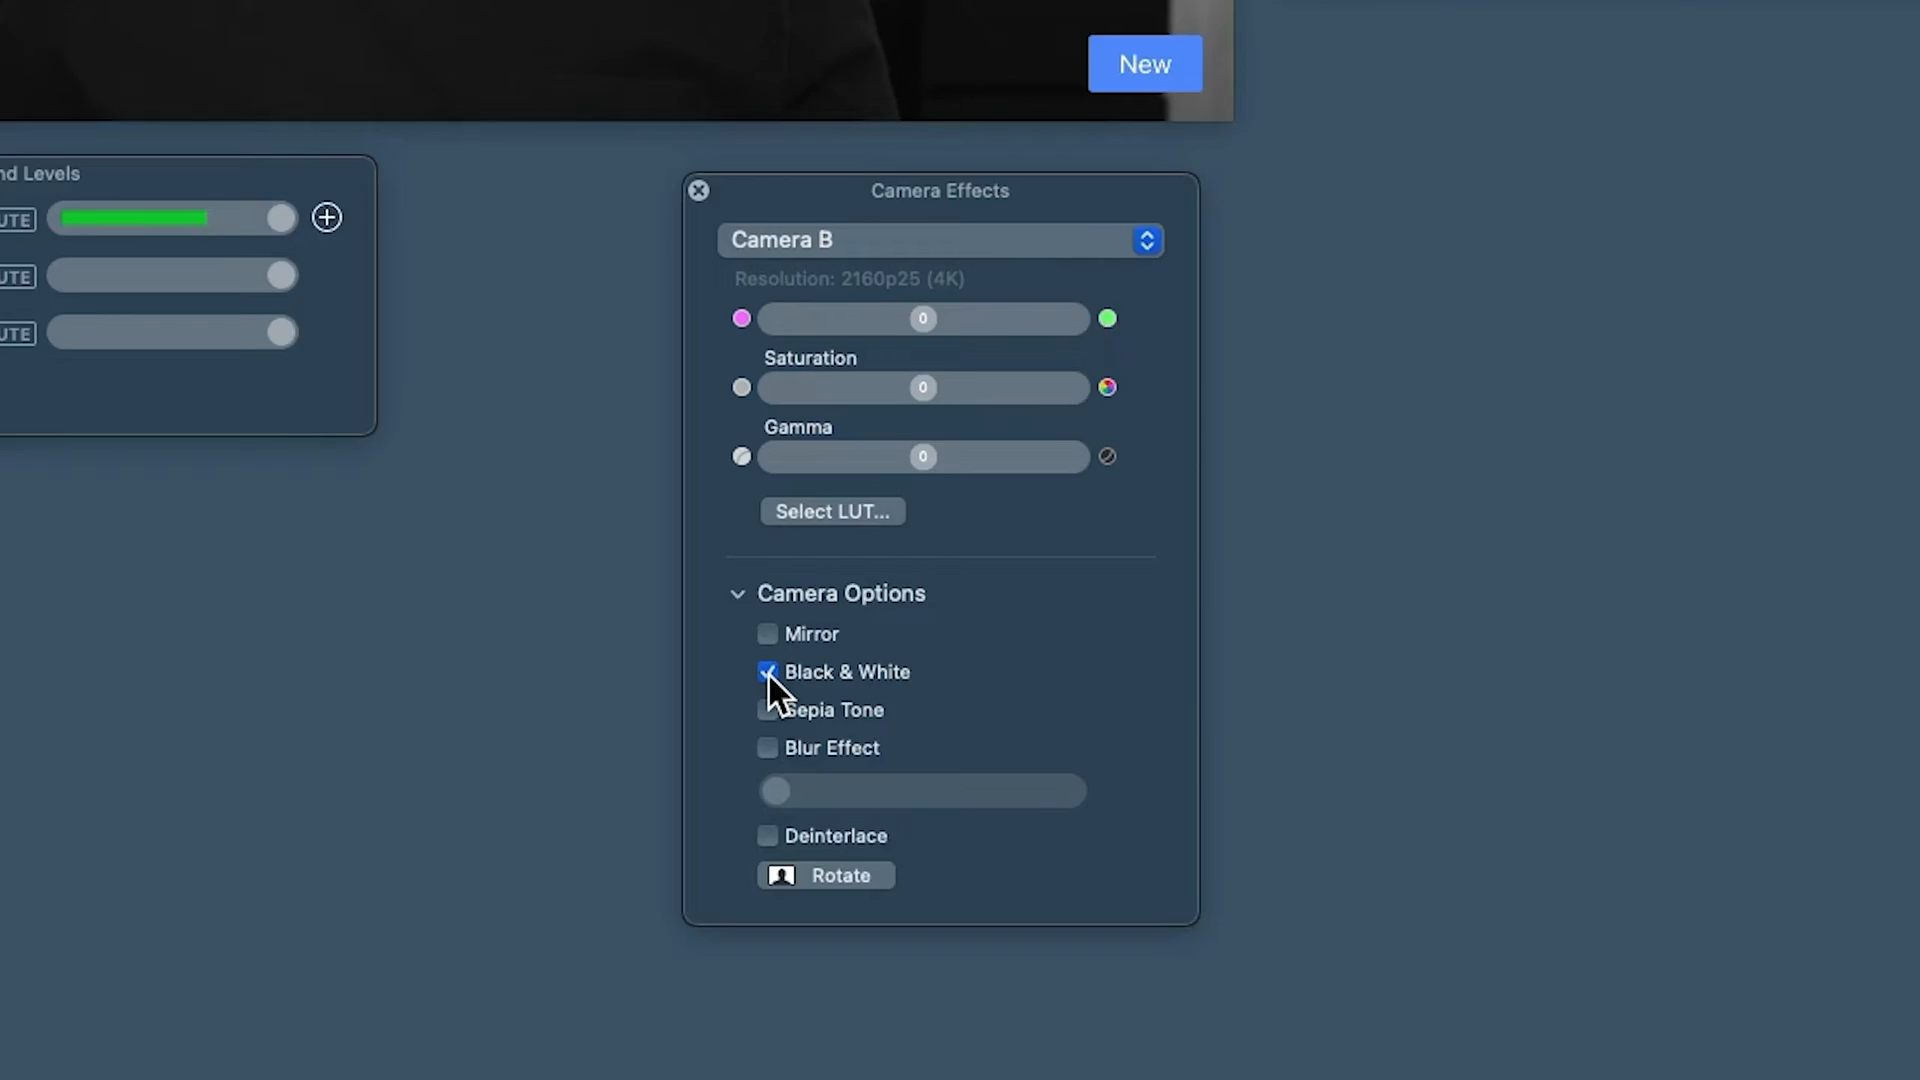 New
nd Levels
UTE
UTE
UTE
Camera Effects
Camera B
Resolution: 2160p25 (4K)
0
Saturation
0
Gamma
0
Select LUT...
Camera Options
Mirror
Black & White
Sepia Tone
Blur Effect
Deinterlace
Rotate